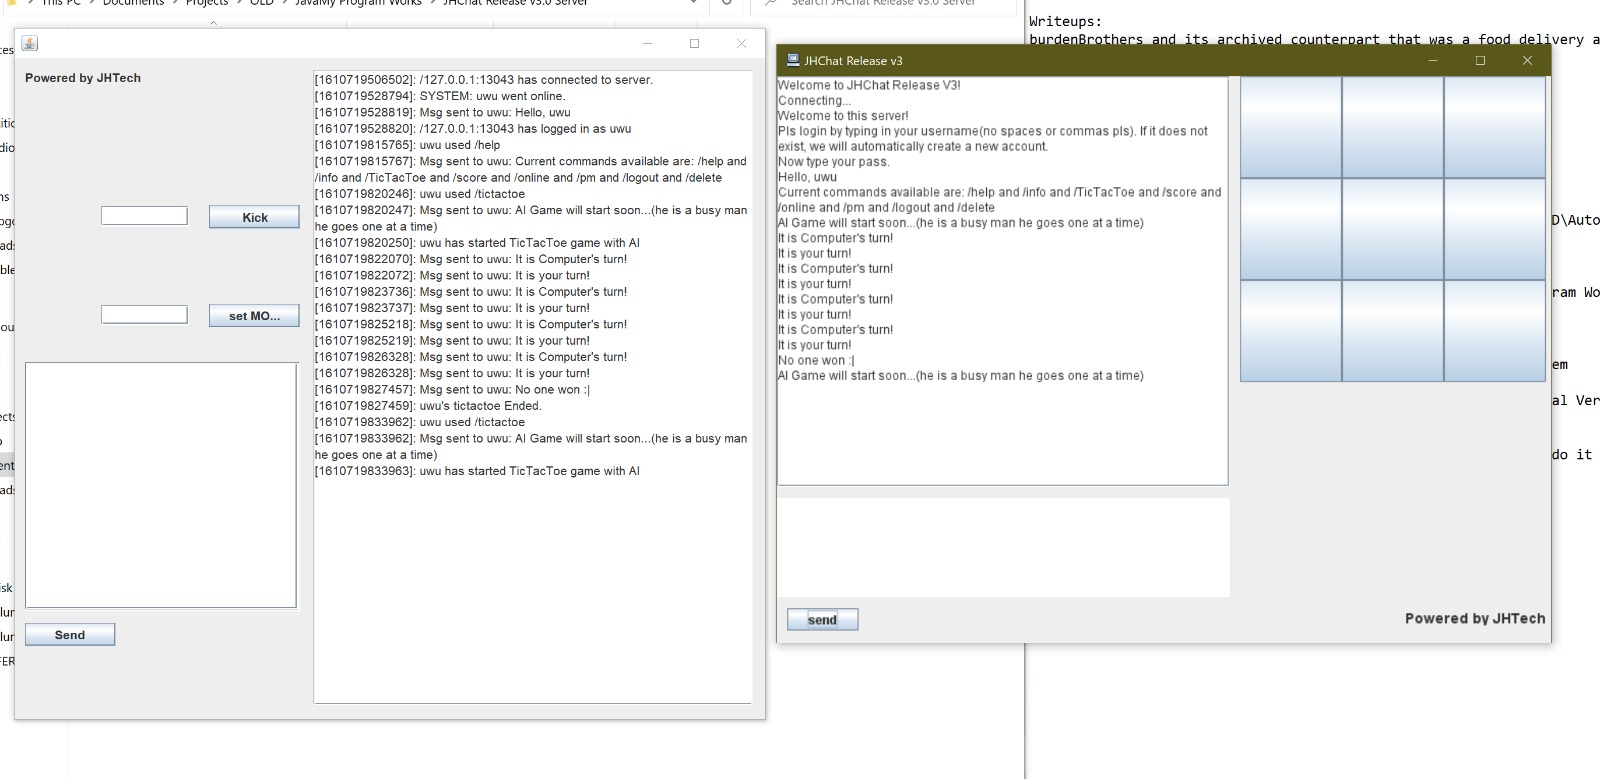 This PC > Documents > Projects > OLD > JavaMy Program Works > JHChat Release v3.0 Server
Search JHChat Release v3.0 Server
Writeups:
burdenBrothers and its archived counterpart that was a food delivery a
Powered by JHTech
Kick
set MO...
Send
[1610719506502]: /127.0.0.1:13043 has connected to server.
[1610719528794]: SYSTEM: uwu went online.
[1610719528819]: Msg sent to uwu: Hello, uwu
[1610719528820]: /127.0.0.1:13043 has logged in as uwu
[1610719815765]: uwu used /help
[1610719815767]: Msg sent to uwu: Current commands available are: /help and
/info and /TicTacToe and /score and /online and /pm and /logout and /delete
[1610719820246]: uwu used /tictactoe
[1610719820247]: Msg sent to uwu: AI Game will start soon...(he is a busy man
he goes one at a time)
[1610719820250]: uwu has started TicTacToe game with AI
[1610719822070]: Msg sent to uwu: It is Computer's turn!
[1610719822072]: Msg sent to uwu: It is your turn!
[1610719823736]: Msg sent to uwu: It is Computer's turn!
[1610719823737]: Msg sent to uwu: It is your turn!
[1610719825218]: Msg sent to uwu: It is Computer's turn!
[1610719825219]: Msg sent to uwu: It is your turn!
[1610719826328]: Msg sent to uwu: It is Computer's turn!
[1610719826328]: Msg sent to uwu: It is your turn!
[1610719827457]: Msg sent to uwu: No one won :|
[1610719827459]: uwu's tictactoe Ended.
[1610719833962]: uwu used /tictactoe
[1610719833962]: Msg sent to uwu: AI Game will start soon...(he is a busy man
he goes one at a time)
[1610719833963]: uwu has started TicTacToe game with AI
JHChat Release v3
Welcome to JHChat Release V3!
Connecting...
Welcome to this server!
Pls login by typing in your username(no spaces or commas pls). If it does not
exist, we will automatically create a new account.
Now type your pass.
Hello, uwu
Current commands available are: /help and /info and /TicTacToe and /score and
/online and /pm and /logout and /delete
AI Game will start soon...(he is a busy man he goes one at a time)
It is Computer's turn!
It is your turn!
It is Computer's turn!
It is your turn!
It is Computer's turn!
It is your turn!
It is Computer's turn!
It is your turn!
No one won :|
AI Game will start soon...(he is a busy man he goes one at a time)
send
Powered by JHTech
D\Auto
ram Wo
em
al Ver
do it